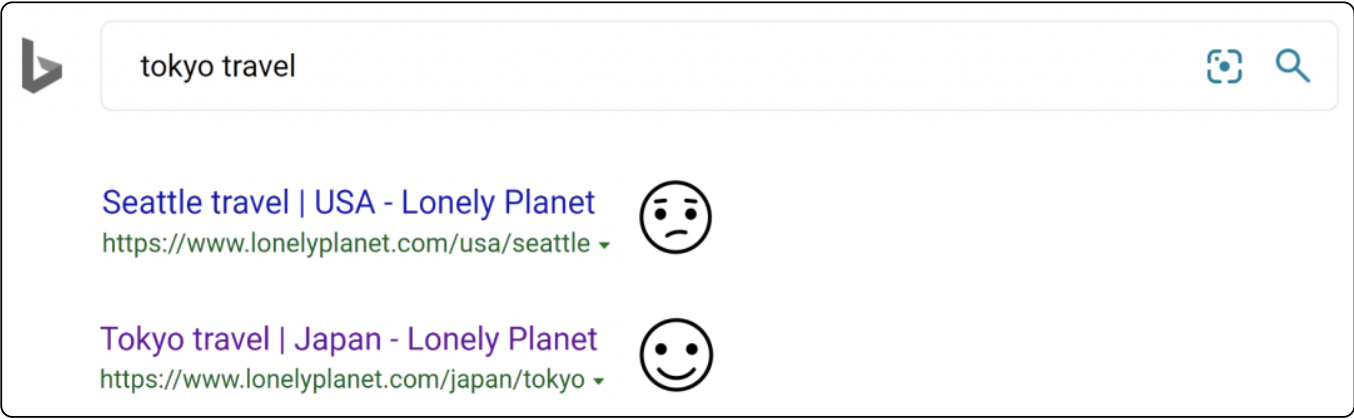 tokyo travel
Seattle travel | USA - Lonely Planet
https://www.lonelyplanet.com/usa/seattle
Tokyo travel | Japan - Lonely Planet
https://www.lonelyplanet.com/japan/tokyo